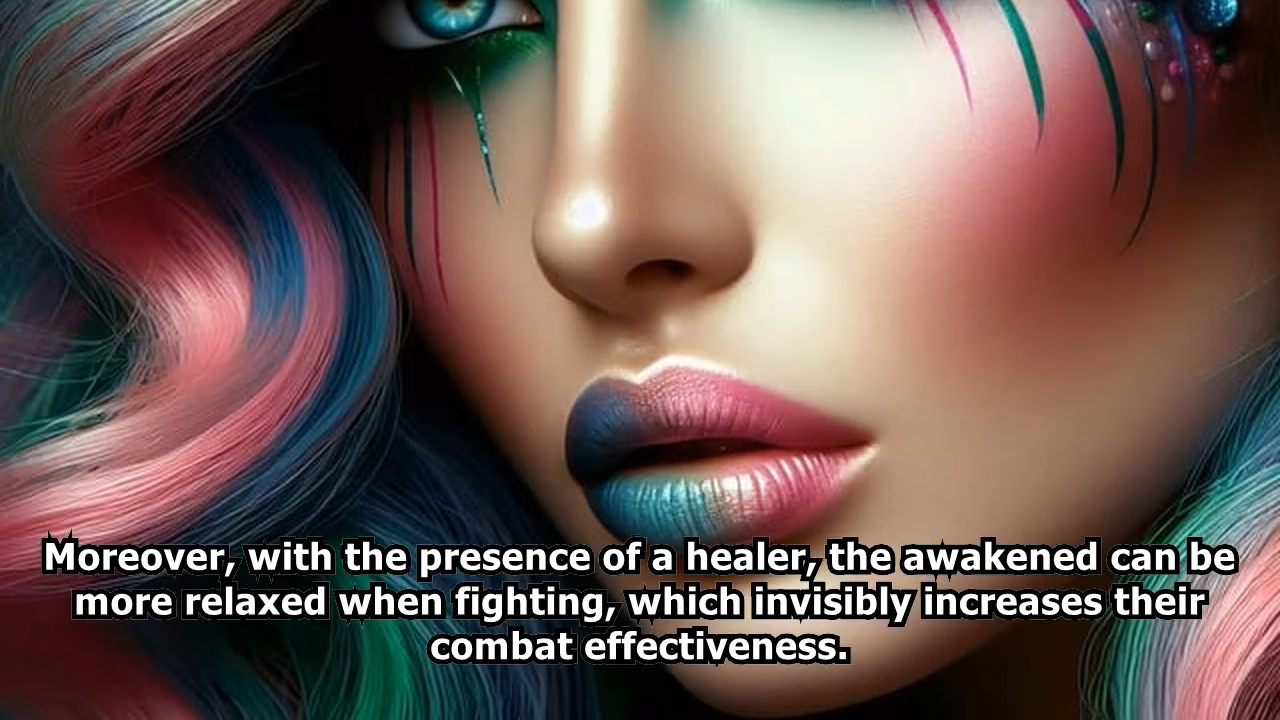 Moreover, with the presence of a healer, the awakened can be
more relaxed when fighting, which invisibly increases their
combat effectiveness.